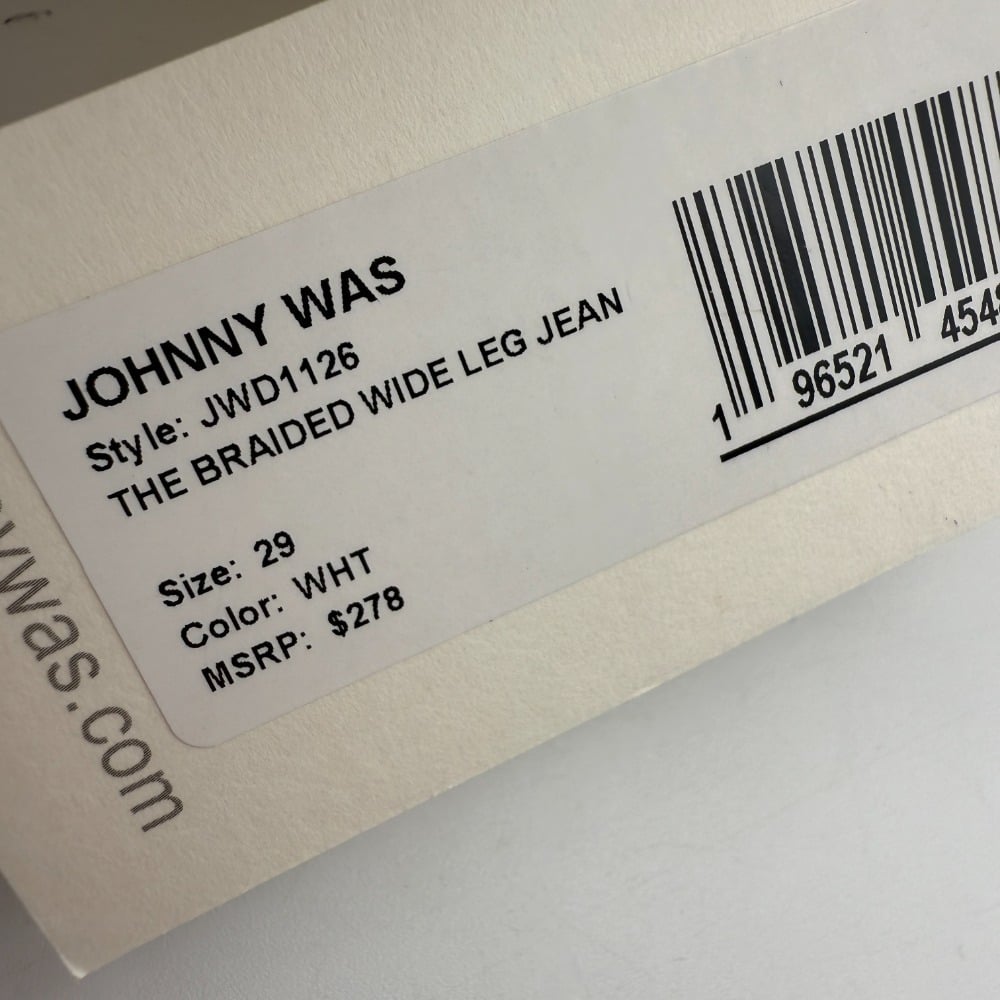 JOHNNY WAS
Style: JWD1126
THE BRAIDED WIDE LEG JEAN
Size: 29
Color: WHT
MSRP: $278
1 96521 454
was.com